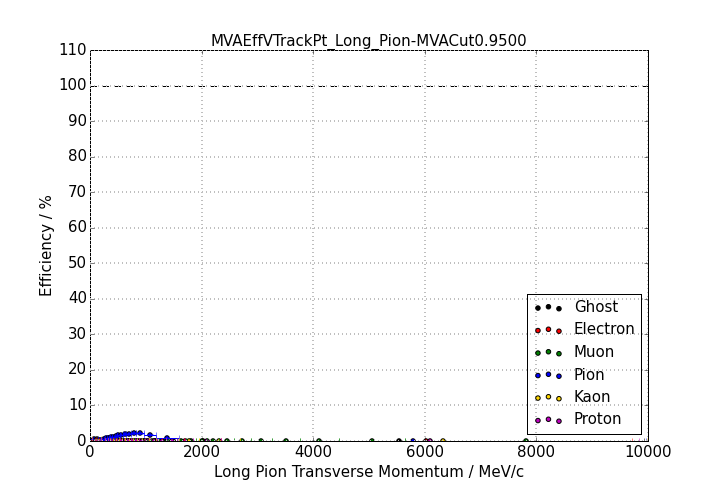 MVAEffVTrackPt_Long_Pion-MVACut0.9500
110
100
90
80
70
60
50
40
30
20
10
0
Efficiency / %
Ghost
Electron
Muon
Pion
Kaon
Proton
0 2000 4000 6000 8000 10000
Long Pion Transverse Momentum / MeV/c